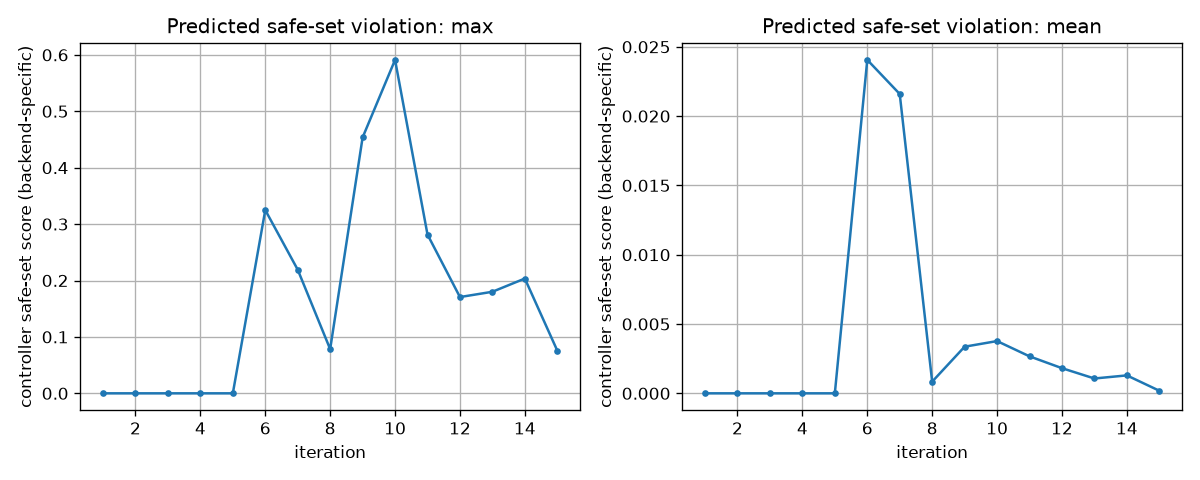 Predicted safe-set violation: max
controller safe-set score (backend-specific)
0.6
0.5
0.4
0.3
0.2
0.1
0.0
2 4 6 8 10 12 14
iteration
Predicted safe-set violation: mean
controller safe-set score (backend-specific)
0.025
0.020
0.015
0.010
0.005
0.000
2 4 6 8 10 12 14
iteration